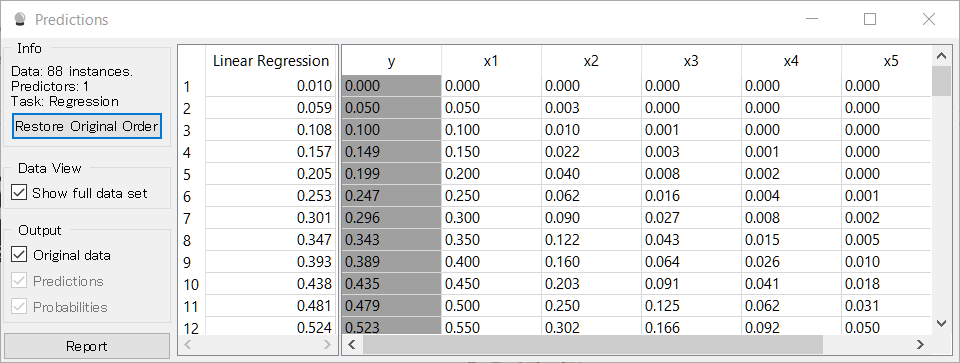 Predictions
Info
Data: 88 instances.
Predictors: 1
Task: Regression
Restore Original Order
Data View
Show full data set
Output
Original data
Predictions
Probabilities
Report
Linear Regression y x1 x2 x3 x4 x5
1 0.010 0.000 0.000 0.000 0.000 0.000 0.000
2 0.059 0.050 0.050 0.003 0.000 0.000 0.000
3 0.108 0.100 0.100 0.010 0.001 0.000 0.000
4 0.157 0.149 0.150 0.022 0.003 0.001 0.000
5 0.205 0.199 0.200 0.040 0.008 0.002 0.000
6 0.253 0.247 0.250 0.062 0.016 0.004 0.001
7 0.301 0.296 0.300 0.090 0.027 0.008 0.002
8 0.347 0.343 0.350 0.122 0.043 0.015 0.005
9 0.393 0.389 0.400 0.160 0.064 0.026 0.010
10 0.438 0.435 0.450 0.203 0.091 0.041 0.018
11 0.481 0.479 0.500 0.250 0.125 0.062 0.031
12 0.524 0.523 0.550 0.302 0.166 0.092 0.050